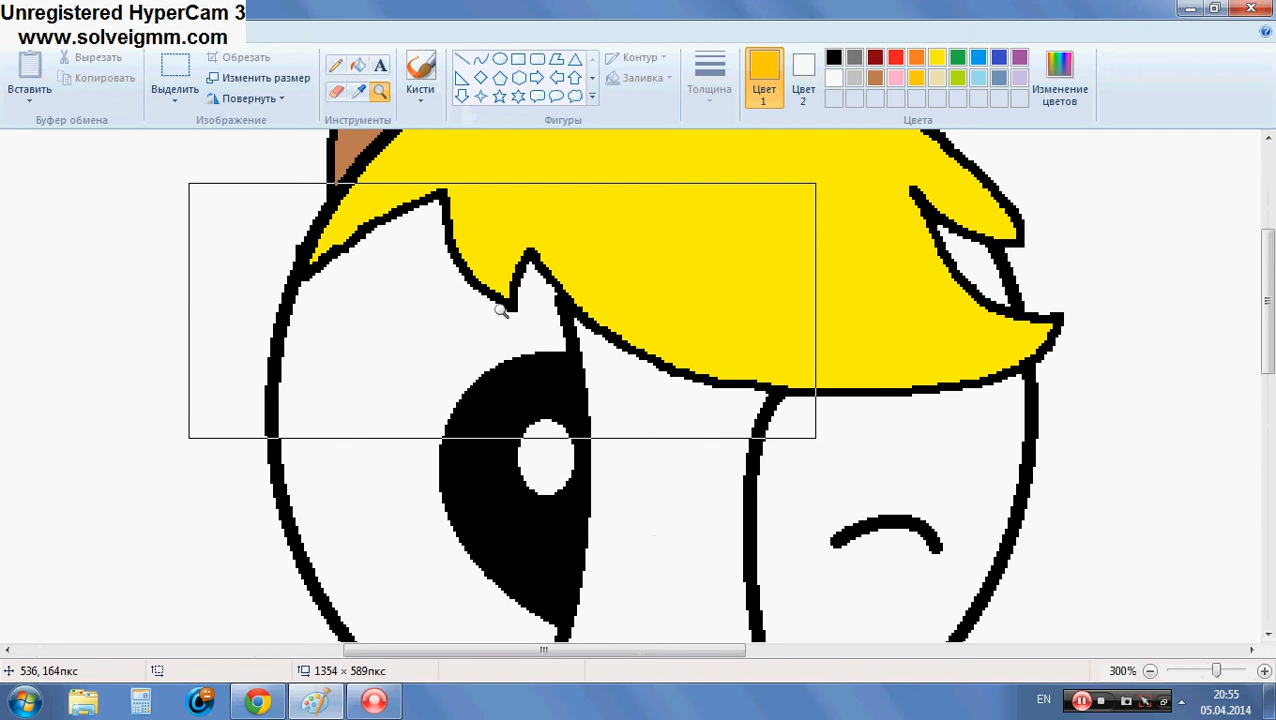 Unregistered HyperCam 3
www.solveigmm.com
Вставить
Вырезать
Копировать
Буфер обмена
Выделить
Обрезать
Изменить размер
Повернуть
Изображение
Инструменты
Кисти
Фигуры
Контур
Заливка
Толщина
Цвет 1
Цвет 2
Изменение цветов
Цвета
536, 164пкс
1354 × 589пкс
300%
EN
20:55
05.04.2014